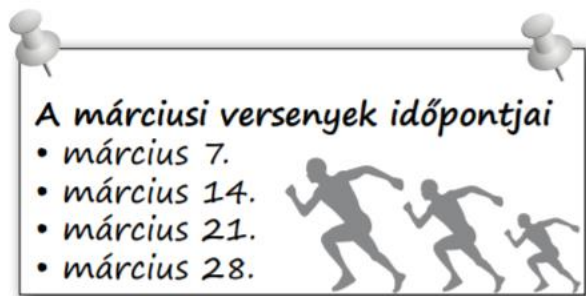 A márciusi versenyek időpontjai
• március 7.
• március 14.
• március 21.
• március 28.